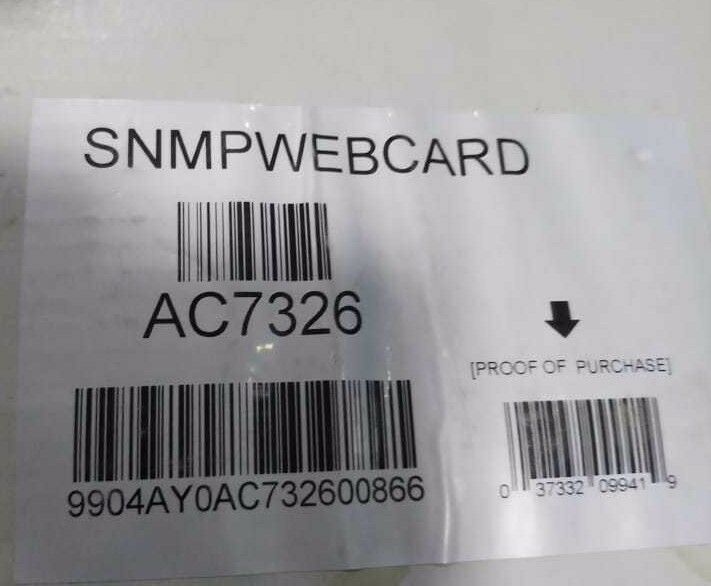 SNMPWEBCARD
AC7326
[PROOF OF PURCHASE]
9904AY0AC732600866
0 37332 09941 9